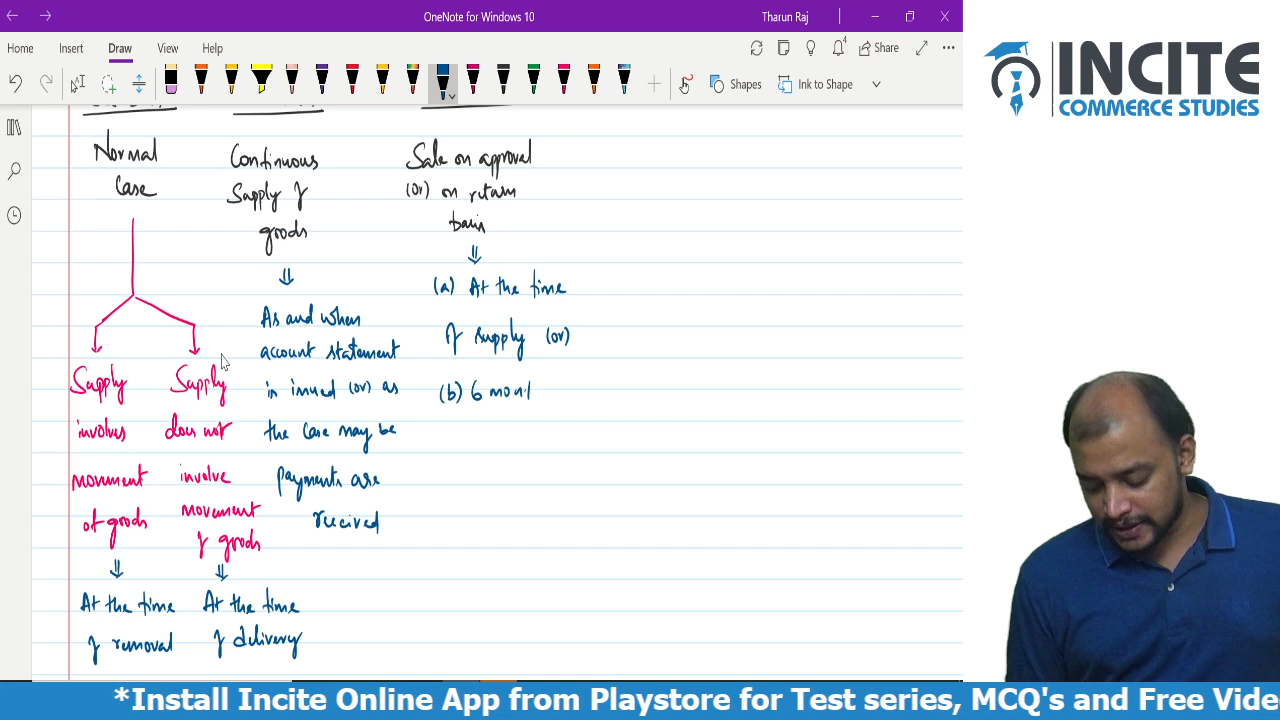 OneNote for Windows 10
Tharun Raj
Home
Insert
Draw
View
Help
4
Share
Shapes
Ink to Shape
INCITE
COMMERCE STUDIES
Normal
Case
Continuous
Supply of
goods
Sale on approval
(or) on return
basis
(a) At the time
of supply (or)
(b) 6 mont
As and when
account statement
is issued (or) as
the case may be
payments are
recived
Supply
involves
movement
of goods
Supply
does not
involve
movement
of goods
At the time
of removal
At the time
of delivery
*Install Incite Online App from Playstore for Test series, MCQ's and Free Vide